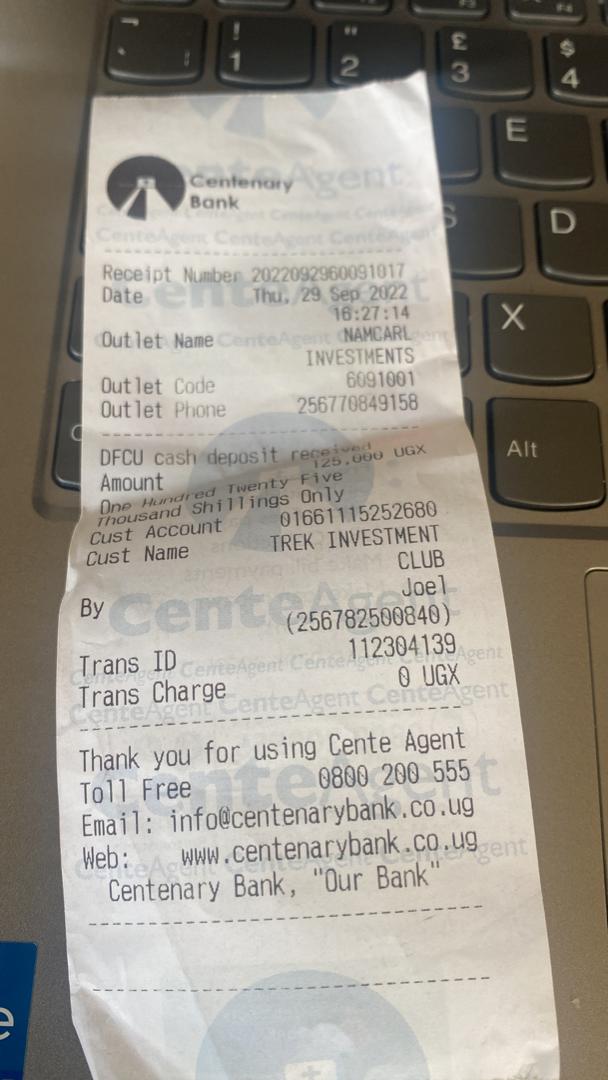 Centenary
Bank
Receipt Number 2022092960091017
Date Thu, 29 Sep 2022
16:27:14
Outlet Name NAMCARL
INVESTMENTS
Outlet Code 6091001
Outlet Phone 256770849158
DFCU cash deposit received
Amount 125,000 UGX
One Hundred Twenty Five
Thousand Shillings Only
Cust Account 01661115252680
Cust Name TREK INVESTMENT
CLUB
By Joel
(256782500840)
Trans ID 112304139
Trans Charge 0 UGX
Thank you for using Cente Agent
Toll Free 0800 200 555
Email: info@centenarybank.co.ug
Web: www.centenarybank.co.ug
Centenary Bank, "Our Bank"
CenteAgent
! 1
" 2
£ 3
$ 4
E
S
D
X
Alt